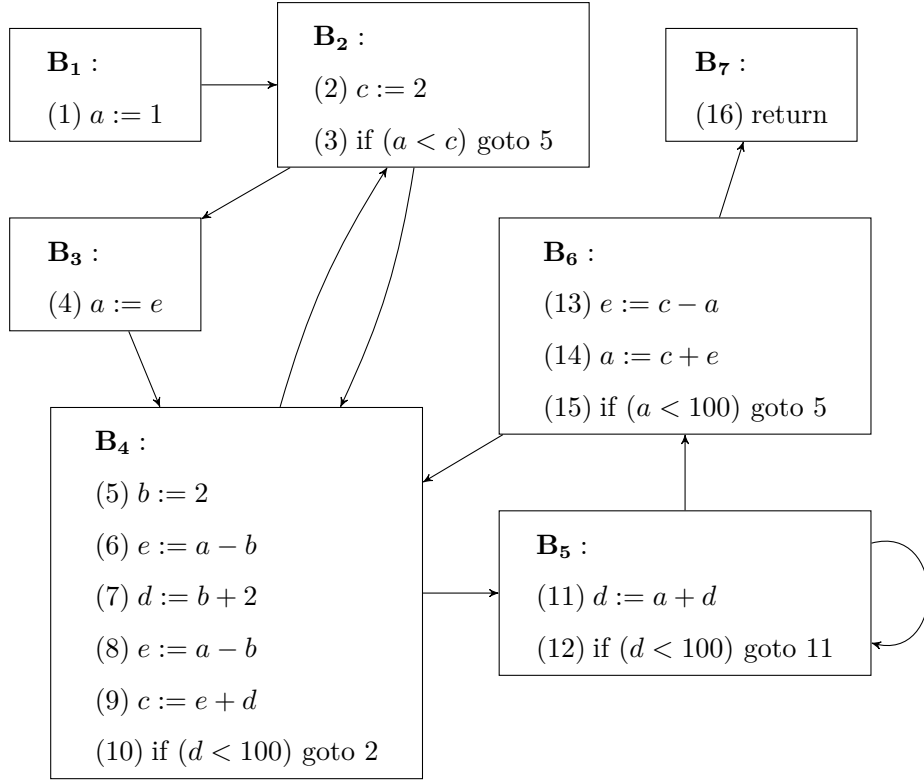 B₁ :
(1) a := 1
B₂ :
(2) c := 2
(3) if (a < c) goto 5
B₇ :
(16) return
B₃ :
(4) a := e
B₆ :
(13) e := c − a
(14) a := c + e
(15) if (a < 100) goto 5
B₄ :
(5) b := 2
(6) e := a − b
(7) d := b + 2
(8) e := a − b
(9) c := e + d
(10) if (d < 100) goto 2
B₅ :
(11) d := a + d
(12) if (d < 100) goto 11